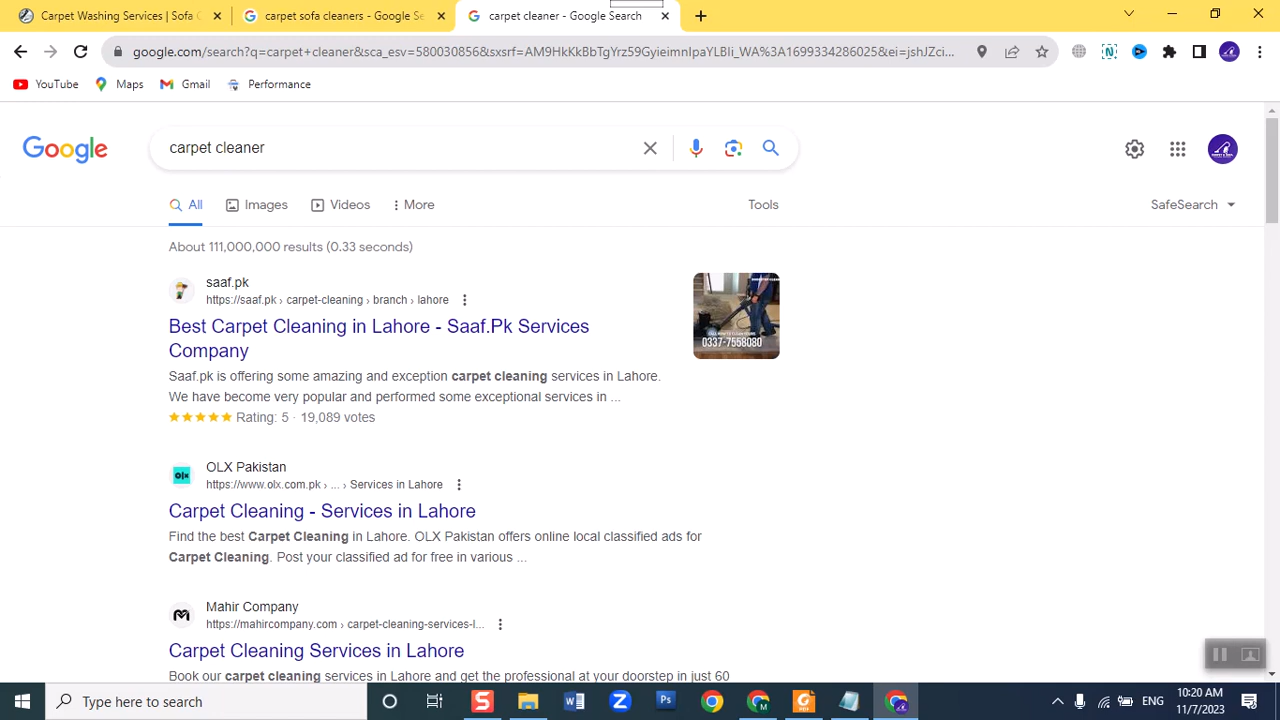 Carpet Washing Services | Sofa C
carpet sofa cleaners - Google Se
carpet cleaner - Google Search
google.com/search?q=carpet+cleaner&sca_esv=580030856&sxsrf=AM9HkKkBbTgYrz59GyieimnIpaYLBIi_WA%3A1699334286025&ei=jshJZci...
YouTube
Maps
Gmail
Performance
Google
carpet cleaner
All
Images
Videos
More
Tools
SafeSearch
About 111,000,000 results (0.33 seconds)
saaf.pk
https://saaf.pk › carpet-cleaning › branch › lahore
Best Carpet Cleaning in Lahore - Saaf.Pk Services
Company
Saaf.pk is offering some amazing and exception carpet cleaning services in Lahore.
We have become very popular and performed some exceptional services in ...
Rating: 5 · 19,089 votes
0337-7558080
OLX Pakistan
https://www.olx.com.pk › ... › Services in Lahore
Carpet Cleaning - Services in Lahore
Find the best Carpet Cleaning in Lahore. OLX Pakistan offers online local classified ads for
Carpet Cleaning. Post your classified ad for free in various ...
Mahir Company
https://mahircompany.com › carpet-cleaning-services-l...
Carpet Cleaning Services in Lahore
Book our carpet cleaning services in Lahore and get the professional at your doorstep in just 60
Type here to search
ENG
10:20 AM
11/7/2023